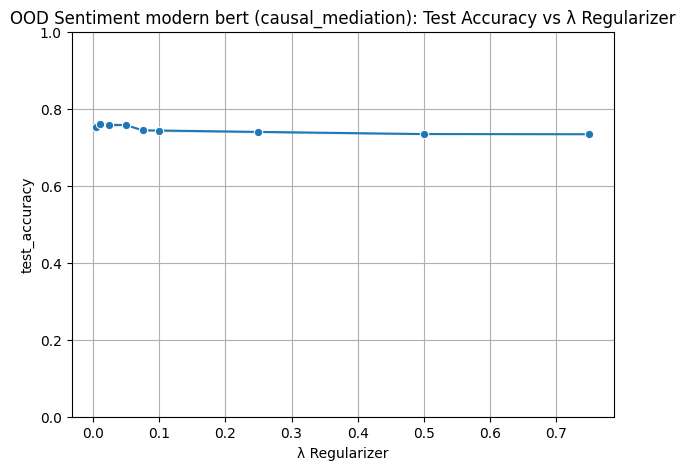 OOD Sentiment modern bert (causal_mediation): Test Accuracy vs λ Regularizer
1.0
0.8
0.6
0.4
0.2
0.0
test_accuracy
0.0 0.1 0.2 0.3 0.4 0.5 0.6 0.7
λ Regularizer